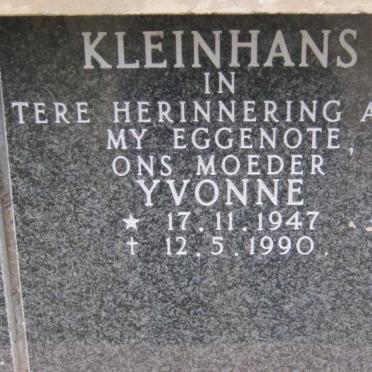 KLEINHANS
IN
TERE HERINNERING A
MY EGGENOTE,
ONS MOEDER
YVONNE
★ 17.11.1947
† 12.5.1990.